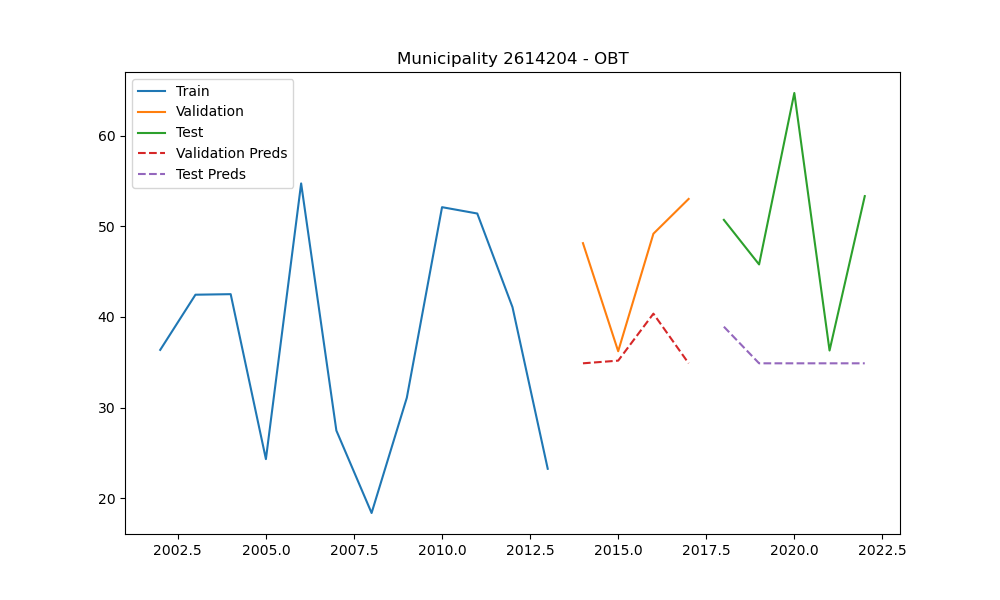 Municipality 2614204 - OBT
Train
Validation
Test
Validation Preds
Test Preds
60
50
40
30
20
2002.5 2005.0 2007.5 2010.0 2012.5 2015.0 2017.5 2020.0 2022.5